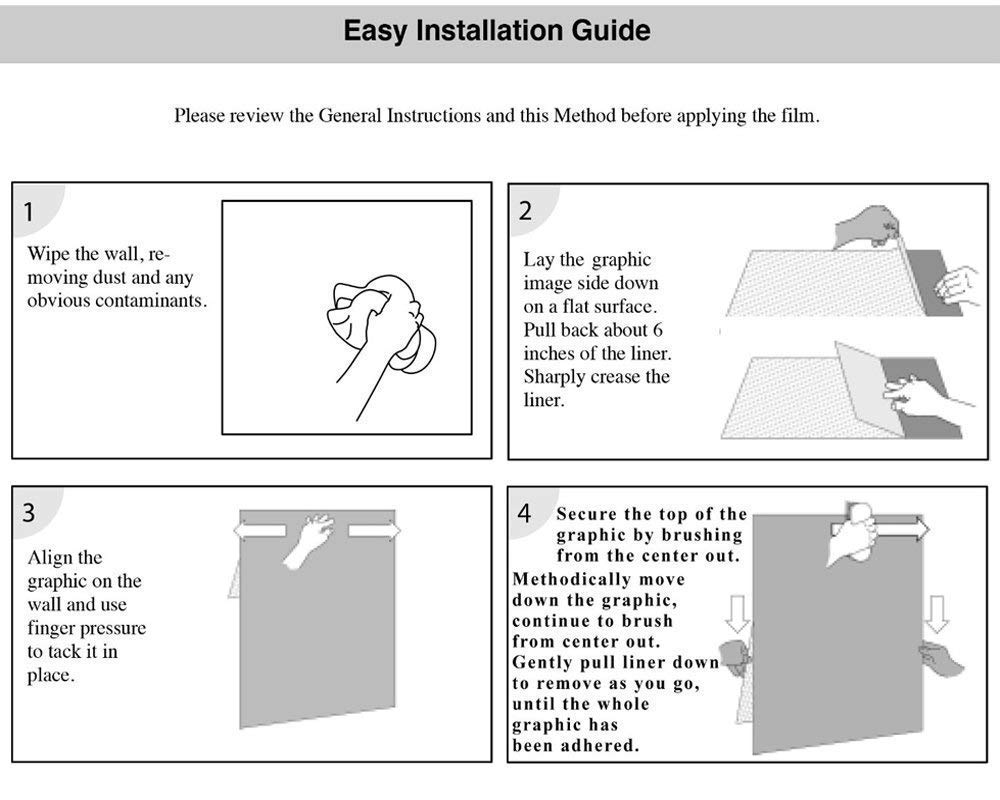 Easy Installation Guide
Please review the General Instructions and this Method before applying the film.
1
Wipe the wall, re-
moving dust and any
obvious contaminants.
2
Lay the graphic
image side down
on a flat surface.
Pull back about 6
inches of the liner.
Sharply crease the
liner.
3
Align the
graphic on the
wall and use
finger pressure
to tack it in
place.
4
Secure the top of the
graphic by brushing
from the center out.
Methodically move
down the graphic,
continue to brush
from center out.
Gently pull liner down
to remove as you go,
until the whole
graphic has
been adhered.